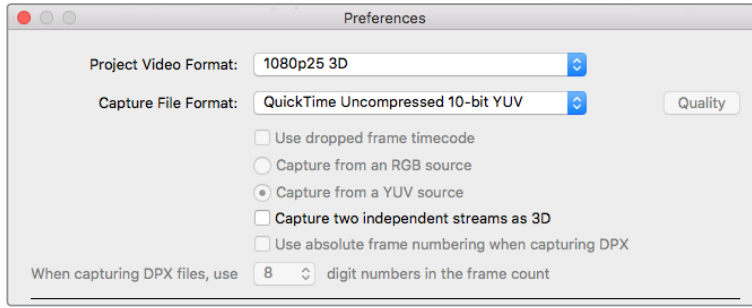 Preferences
Project Video Format: 1080p25 3D
Capture File Format: QuickTime Uncompressed 10-bit YUV Quality
Use dropped frame timecode
Capture from an RGB source
Capture from a YUV source
Capture two independent streams as 3D
Use absolute frame numbering when capturing DPX
When capturing DPX files, use 8 digit numbers in the frame count